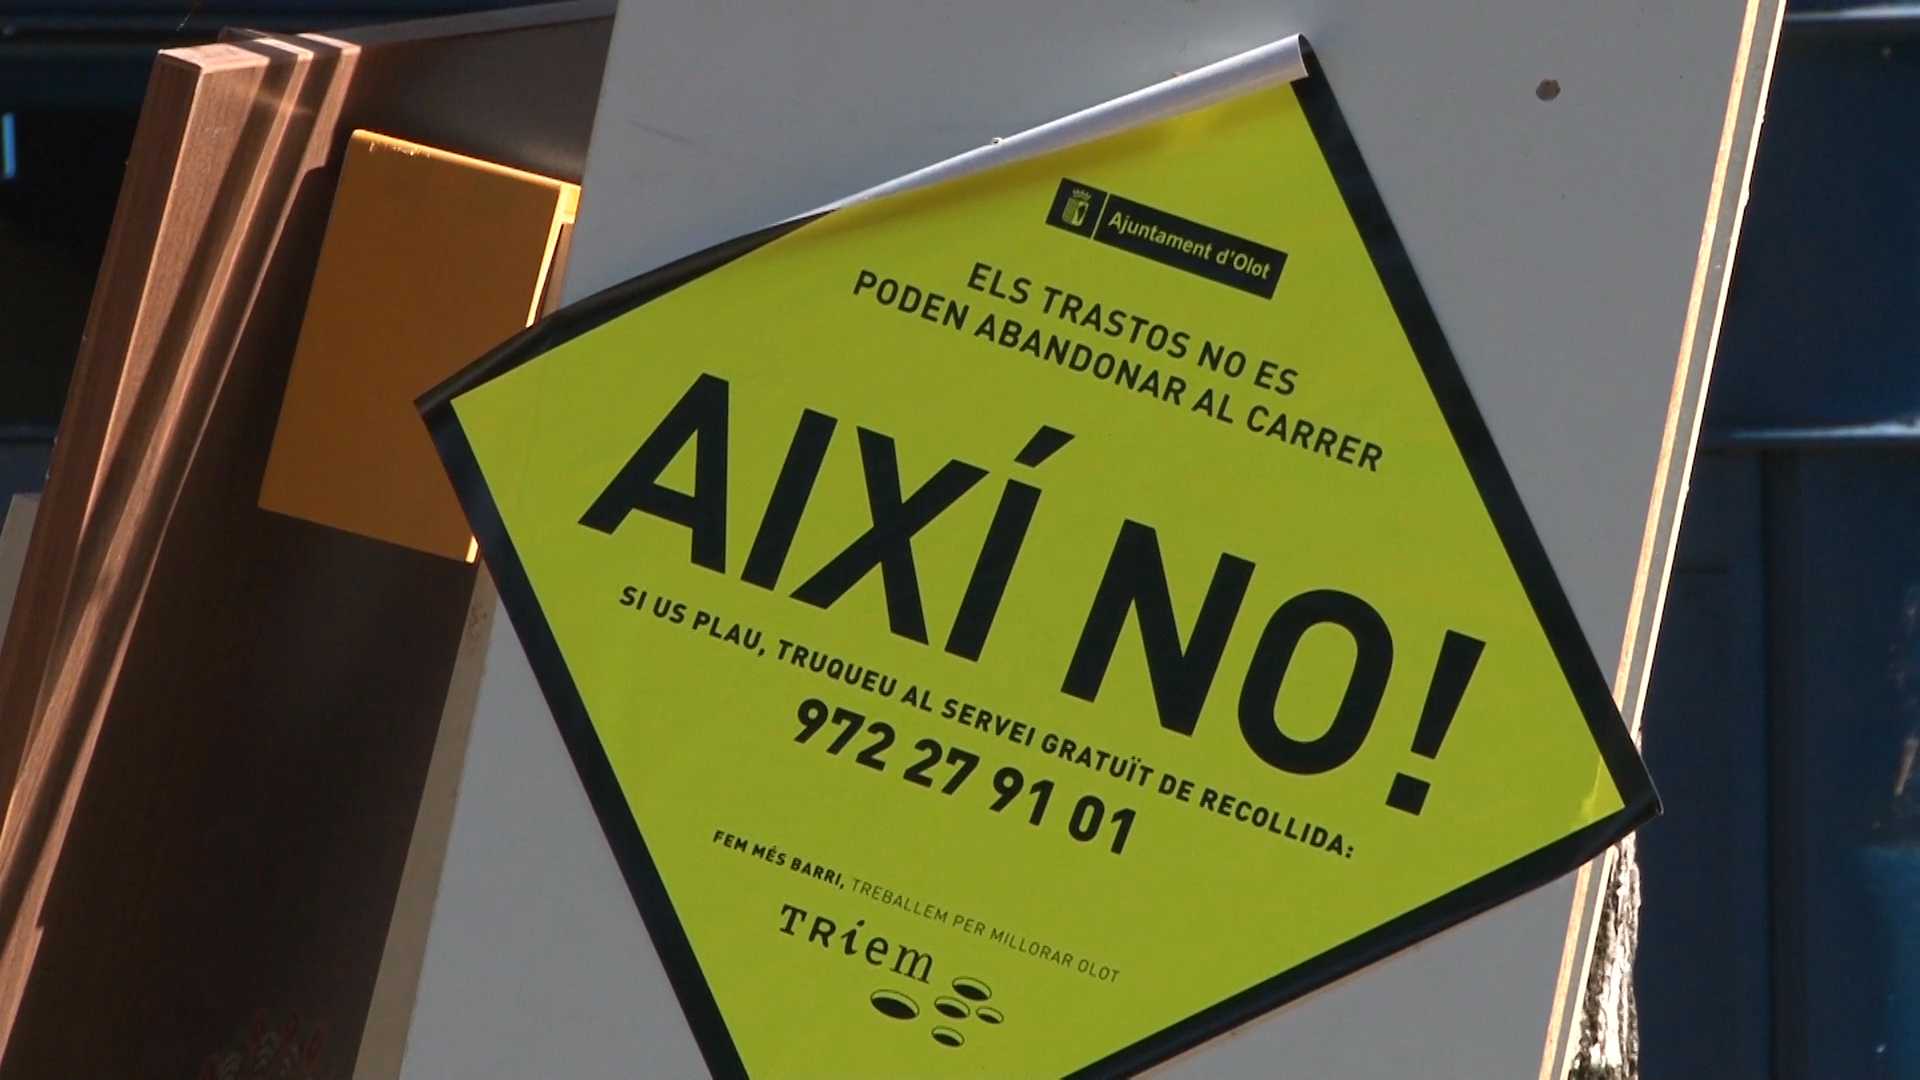 Ajuntament d'Olot
ELS TRASTOS NO ES
PODEN ABANDONAR AL CARRER
AIXÍ NO!
SI US PLAU, TRUQUEU AL SERVEI GRATUÏT DE RECOLLIDA:
972 27 91 01
FEM MÉS BARRI, TREBALLEM PER MILLORAR OLOT
TRiem